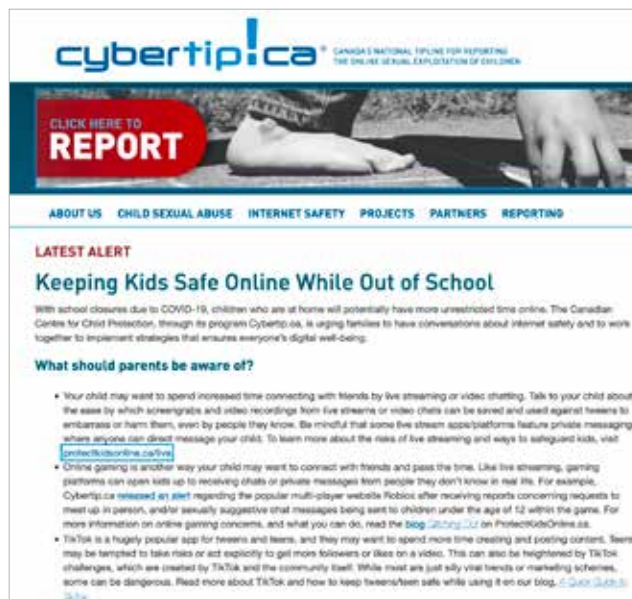 cybertip!ca®
CANADA'S NATIONAL TIPLINE FOR REPORTING
THE ONLINE SEXUAL EXPLOITATION OF CHILDREN
CLICK HERE TO
REPORT
ABOUT US CHILD SEXUAL ABUSE INTERNET SAFETY PROJECTS PARTNERS REPORTING
LATEST ALERT
Keeping Kids Safe Online While Out of School
With school closures due to COVID-19, children who are at home will potentially have more unrestricted time online. The Canadian
Centre for Child Protection, through its program Cybertip.ca, is urging families to have conversations about internet safety and to work
together to implement strategies that ensures everyone's digital well-being.
What should parents be aware of?
• Your child may want to spend increased time connecting with friends by live streaming or video chatting. Talk to your child about
the ease by which screengrabs and video recordings from live streams or video chats can be saved and used against tweens to
embarrass or harm them, even by people they know. Be mindful that some live stream apps/platforms feature private messaging
where anyone can direct message your child. To learn more about the risks of live streaming and ways to safeguard kids, visit
protectkidsonline.ca/live
• Online gaming is another way your child may want to connect with friends and pass the time. Like live streaming, gaming
platforms can open kids up to receiving chats or private messages from people they don't know in real life. For example,
Cybertip.ca released an alert regarding the popular multi-player website Roblox after receiving reports concerning requests to
meet up in person, and/or sexually suggestive chat messages being sent to children under the age of 12 within the game. For
more information on online gaming concerns, and what you can do, read the blog Glitching Out on ProtectKidsOnline.ca.
• TikTok is a hugely popular app for tweens and teens, and they may want to spend more time creating and posting content. Teens
may be tempted to take risks or act explicitly to get more followers or likes on a video. This can also be heightened by TikTok
challenges, which are created by TikTok and the community itself. While most are just silly viral trends or marketing schemes,
some can be dangerous. Read more about TikTok and how to keep tweens/teen safe while using it on our blog, A Quick Guide to
TikTok